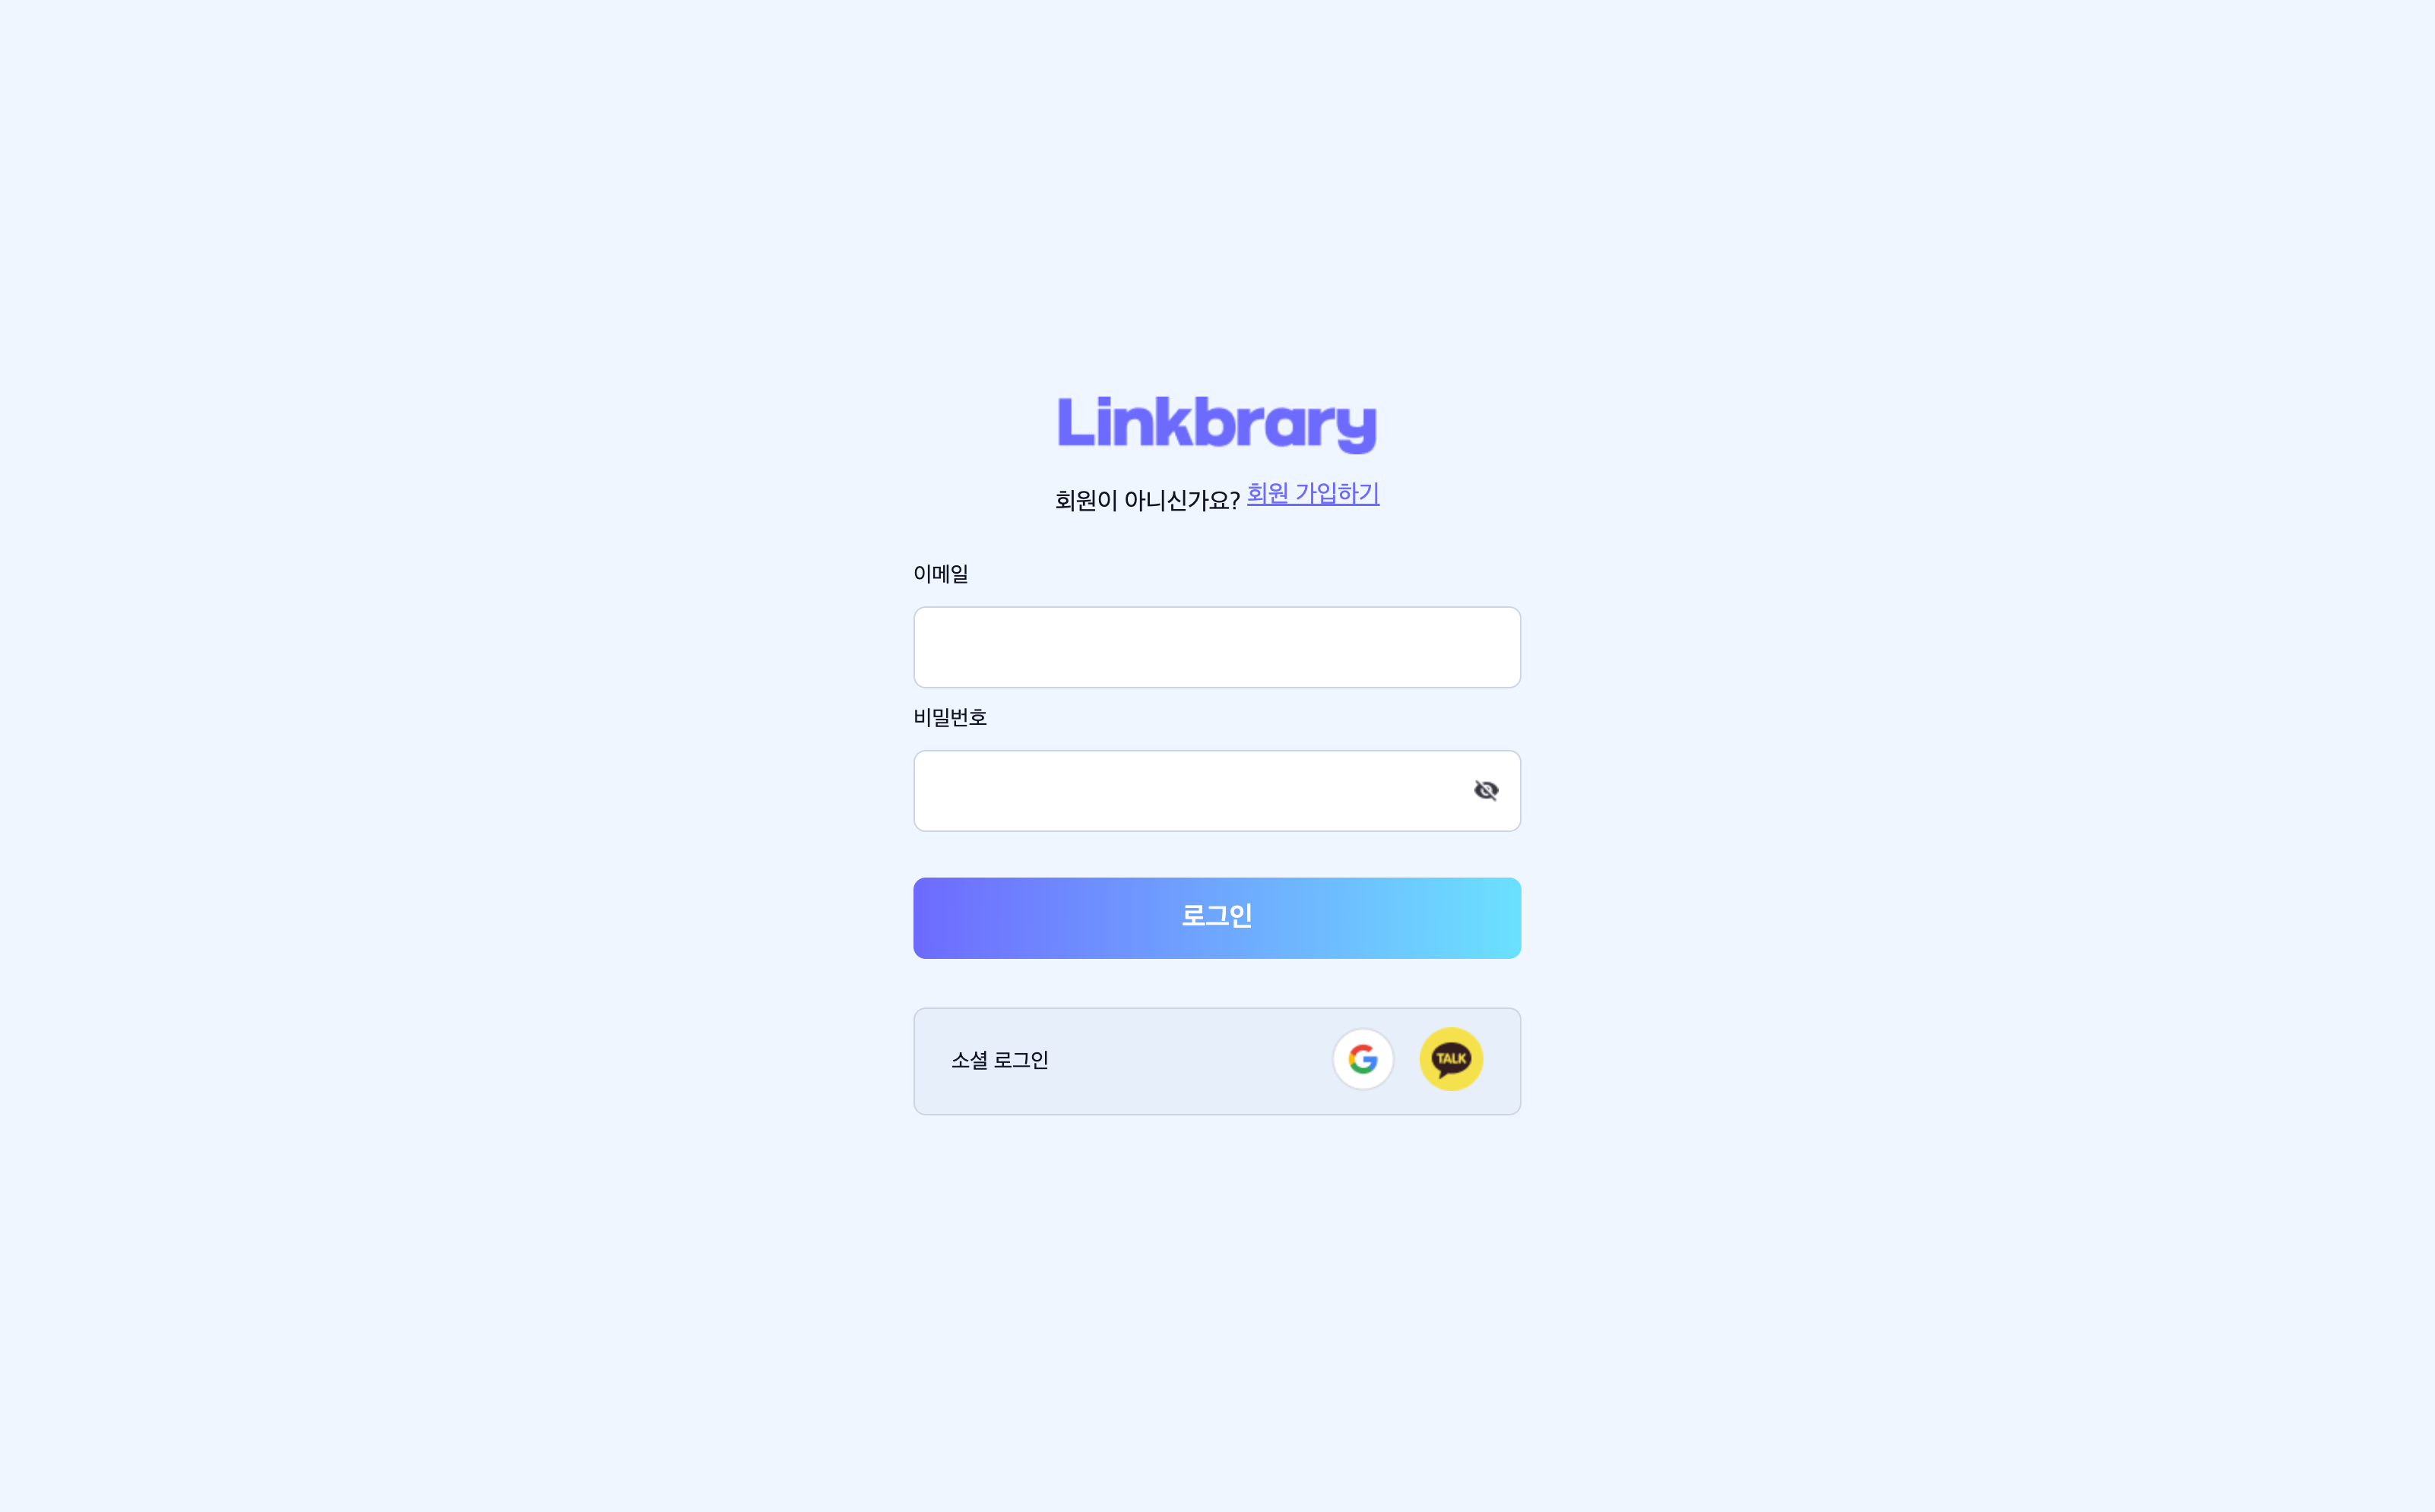 Linkbrary
회원이 아니신가요? 회원 가입하기
이메일
비밀번호
로그인
소셜 로그인
TALK